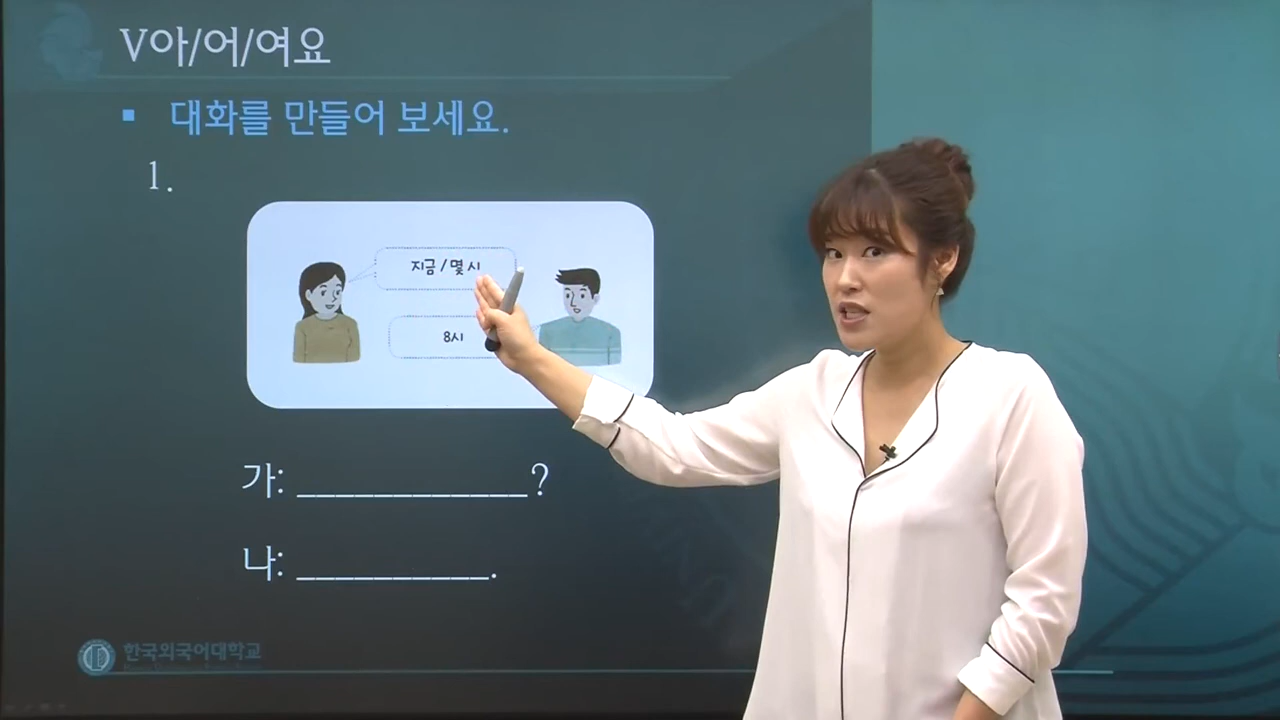 V아/어/여요
▪ 대화를 만들어 보세요.
1.
지금 / 몇 시
8시
가: ____________?
나: __________.
한국외국어대학교